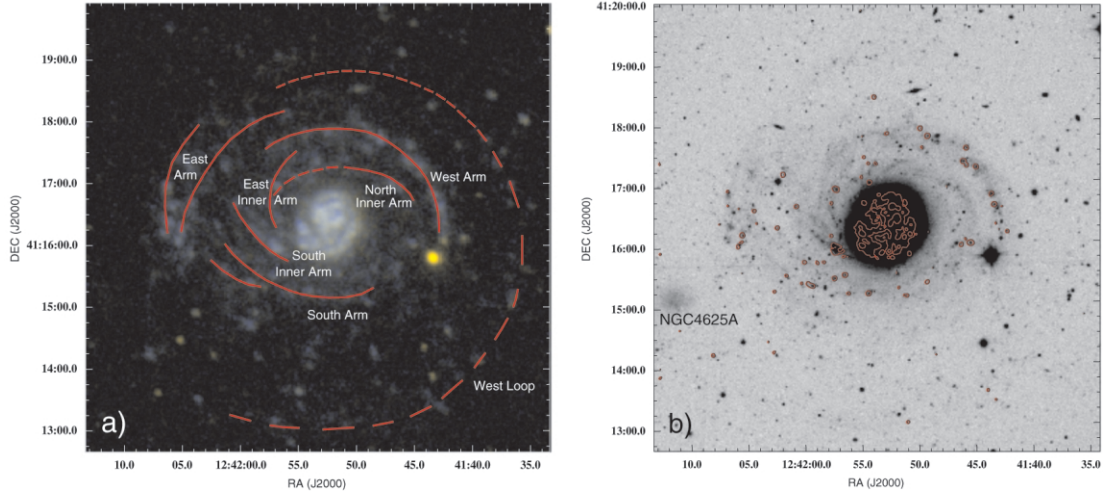 19:00.0
18:00.0
17:00.0
41:16:00.0
15:00.0
14:00.0
13:00.0
DEC (J2000)
10.0 05.0 12:42:00.0 55.0 50.0 45.0 41:40.0 35.0
RA (J2000)
East
Arm
East
Inner Arm
North
Inner Arm
West Arm
South
Inner Arm
South Arm
West Loop
a)
41:20:00.0
19:00.0
18:00.0
17:00.0
16:00.0
15:00.0
14:00.0
13:00.0
DEC (J2000)
10.0 05.0 12:42:00.0 55.0 50.0 45.0 41:40.0 35.0
RA (J2000)
NGC4625A
b)